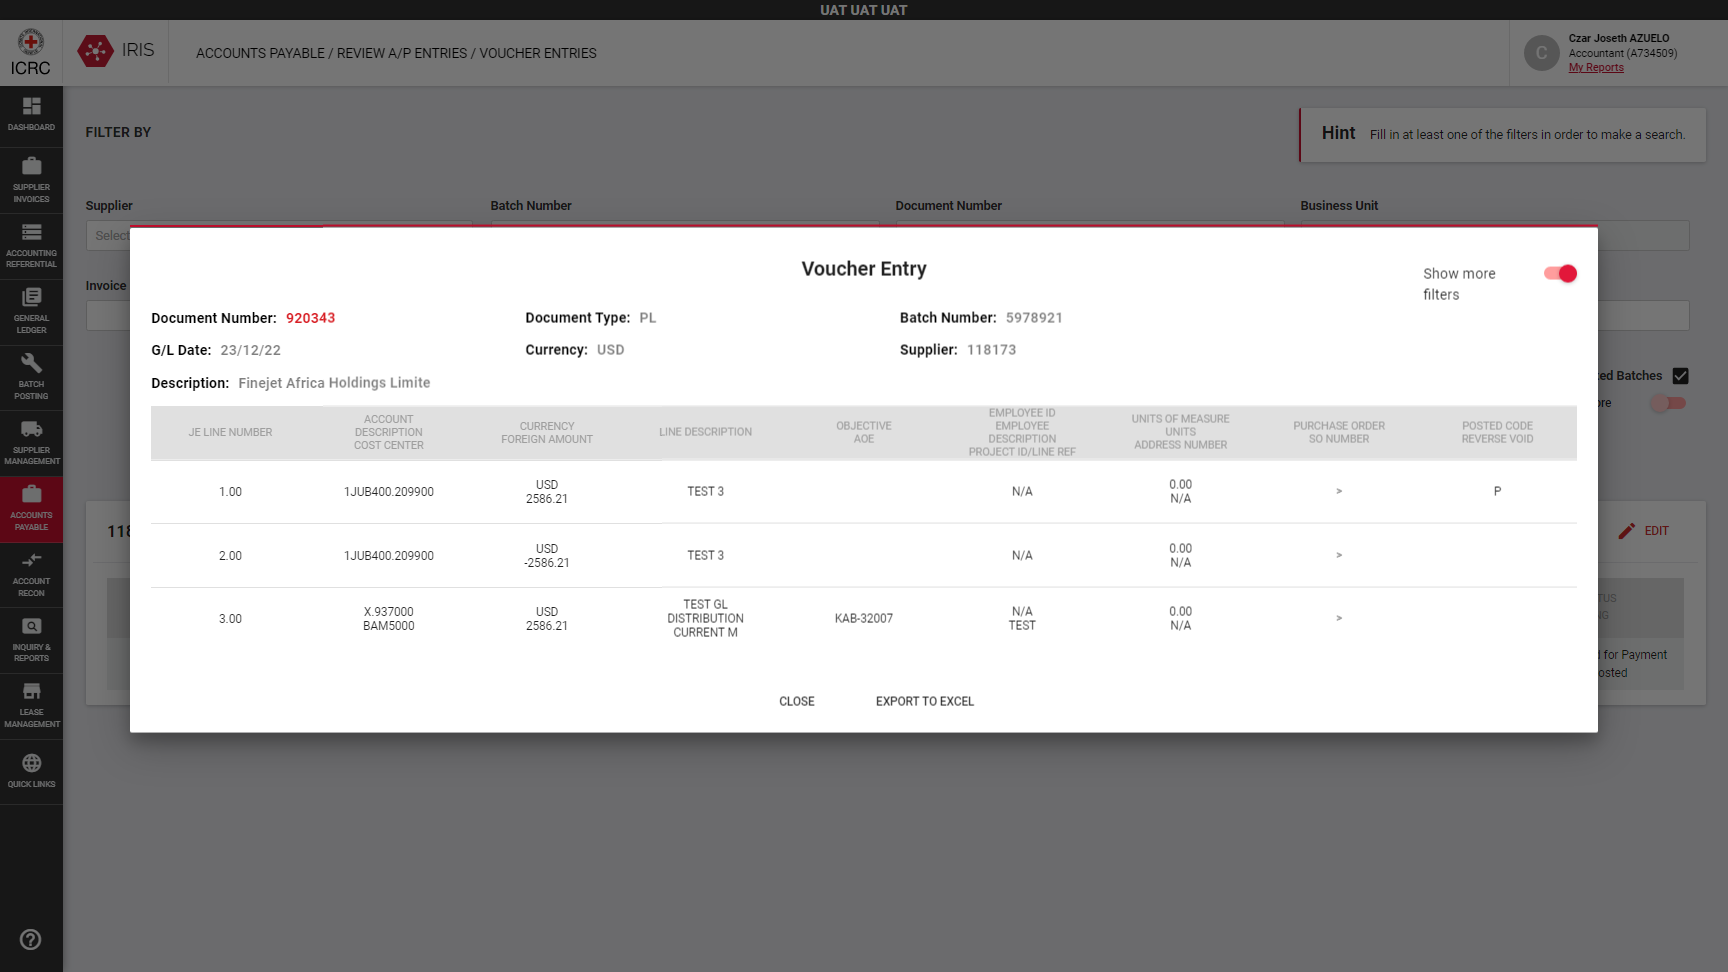 UAT UAT UAT
ICRC
IRIS
ACCOUNTS PAYABLE / REVIEW A/P ENTRIES / VOUCHER ENTRIES
C
Czar Joseth AZUELO
Accountant (A734509)
My Reports
DASHBOARD
SUPPLIER
INVOICES
ACCOUNTING
REFERENTIAL
GENERAL
LEDGER
BATCH
POSTING
SUPPLIER
MANAGEMENT
ACCOUNTS
PAYABLE
ACCOUNT
RECON
INQUIRY &
REPORTS
LEASE
MANAGEMENT
QUICK LINKS
FILTER BY
Hint Fill in at least one of the filters in order to make a search.
Supplier Batch Number Document Number Business Unit
Select
Invoice
Batches
118
EDIT
for Payment
Voucher Entry
Show more
filters
Document Number: 920343 Document Type: PL Batch Number: 5978921
G/L Date: 23/12/22 Currency: USD Supplier: 118173
Description: Finejet Africa Holdings Limite
JE LINE NUMBER
ACCOUNT
DESCRIPTION
COST CENTER
CURRENCY
FOREIGN AMOUNT
LINE DESCRIPTION
OBJECTIVE
AOE
EMPLOYEE ID
EMPLOYEE
DESCRIPTION
PROJECT ID/LINE REF
UNITS OF MEASURE
UNITS
ADDRESS NUMBER
PURCHASE ORDER
SO NUMBER
POSTED CODE
REVERSE VOID
1.00
1JUB400.209900
USD
2586.21
TEST 3
N/A
0.00
N/A
>
P
2.00
1JUB400.209900
USD
-2586.21
TEST 3
N/A
0.00
N/A
>
3.00
X.937000
BAM5000
USD
2586.21
TEST GL
DISTRIBUTION
CURRENT M
KAB-32007
N/A
TEST
0.00
N/A
>
CLOSE EXPORT TO EXCEL